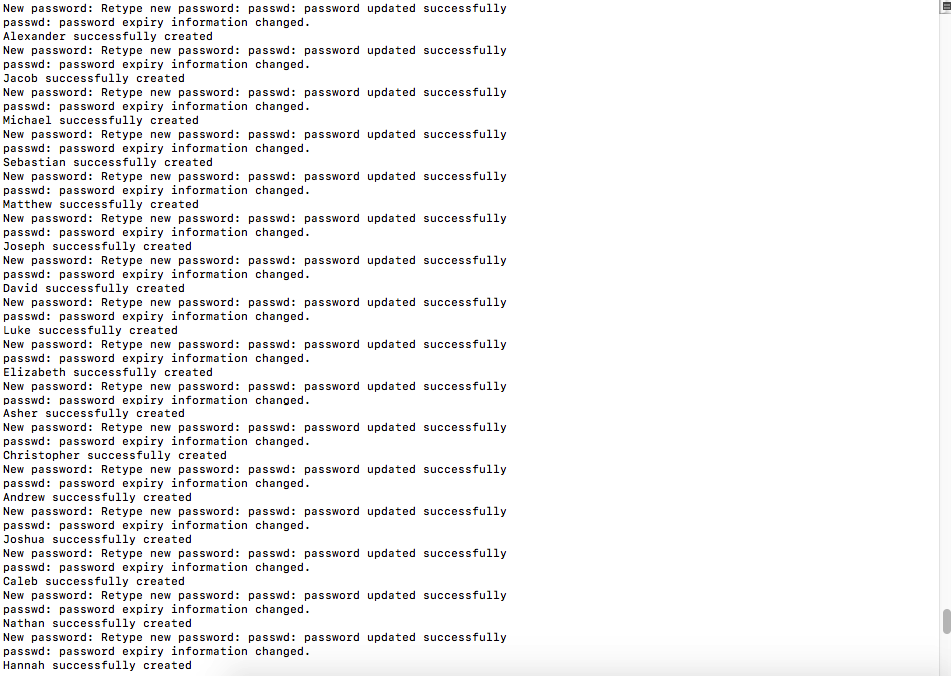 New password: Retype new password: passwd: password updated successfully
passwd: password expiry information changed.
Alexander successfully created
New password: Retype new password: passwd: password updated successfully
passwd: password expiry information changed.
Jacob successfully created
New password: Retype new password: passwd: password updated successfully
passwd: password expiry information changed.
Michael successfully created
New password: Retype new password: passwd: password updated successfully
passwd: password expiry information changed.
Sebastian successfully created
New password: Retype new password: passwd: password updated successfully
passwd: password expiry information changed.
Matthew successfully created
New password: Retype new password: passwd: password updated successfully
passwd: password expiry information changed.
Joseph successfully created
New password: Retype new password: passwd: password updated successfully
passwd: password expiry information changed.
David successfully created
New password: Retype new password: passwd: password updated successfully
passwd: password expiry information changed.
Luke successfully created
New password: Retype new password: passwd: password updated successfully
passwd: password expiry information changed.
Elizabeth successfully created
New password: Retype new password: passwd: password updated successfully
passwd: password expiry information changed.
Asher successfully created
New password: Retype new password: passwd: password updated successfully
passwd: password expiry information changed.
Christopher successfully created
New password: Retype new password: passwd: password updated successfully
passwd: password expiry information changed.
Andrew successfully created
New password: Retype new password: passwd: password updated successfully
passwd: password expiry information changed.
Joshua successfully created
New password: Retype new password: passwd: password updated successfully
passwd: password expiry information changed.
Caleb successfully created
New password: Retype new password: passwd: password updated successfully
passwd: password expiry information changed.
Nathan successfully created
New password: Retype new password: passwd: password updated successfully
passwd: password expiry information changed.
Hannah successfully created